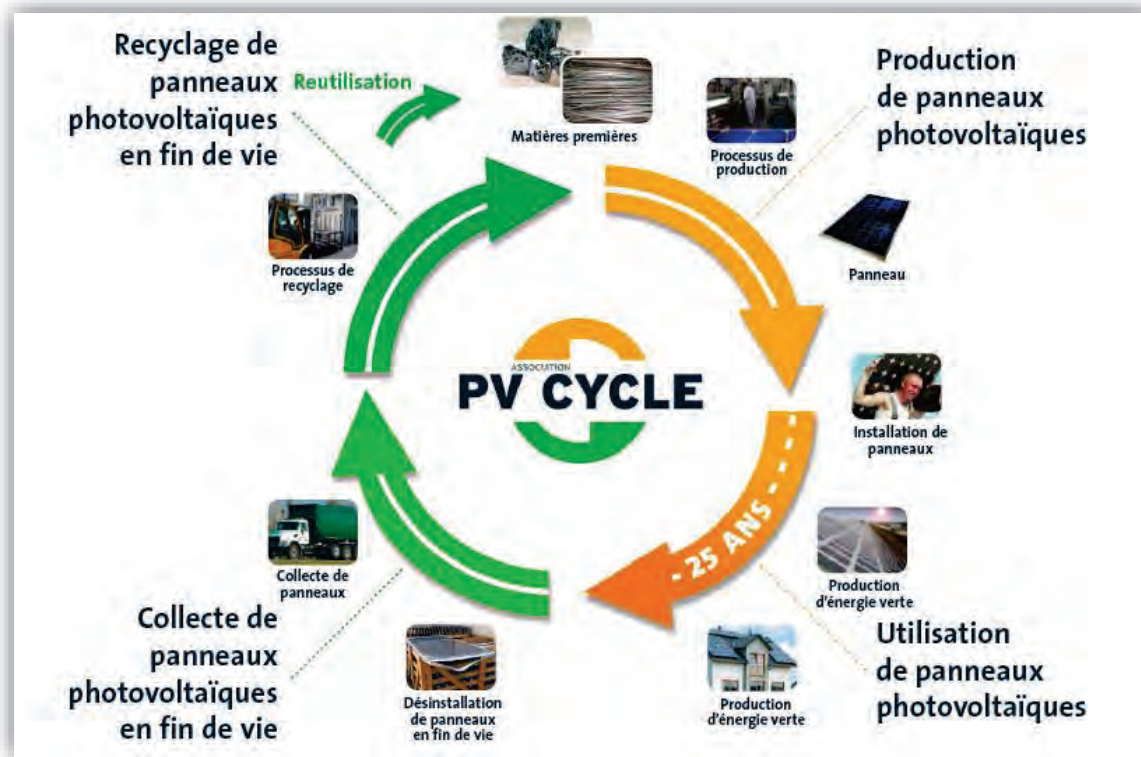 Recyclage de
panneaux
photovoltaïques
en fin de vie
Reutilisation
Matières premières
Processus de
production
Production
de panneaux
photovoltaïques
Panneau
Installation de
panneaux
- 25 ANS - - - -
Production
d'énergie verte
Utilisation
de panneaux
photovoltaïques
Production
d'énergie verte
Désinstallation
de panneaux
en fin de vie
Collecte de
panneaux
Collecte de
panneaux
photovoltaïques
en fin de vie
Processus de
recyclage
ASSOCIATION
PV CYCLE